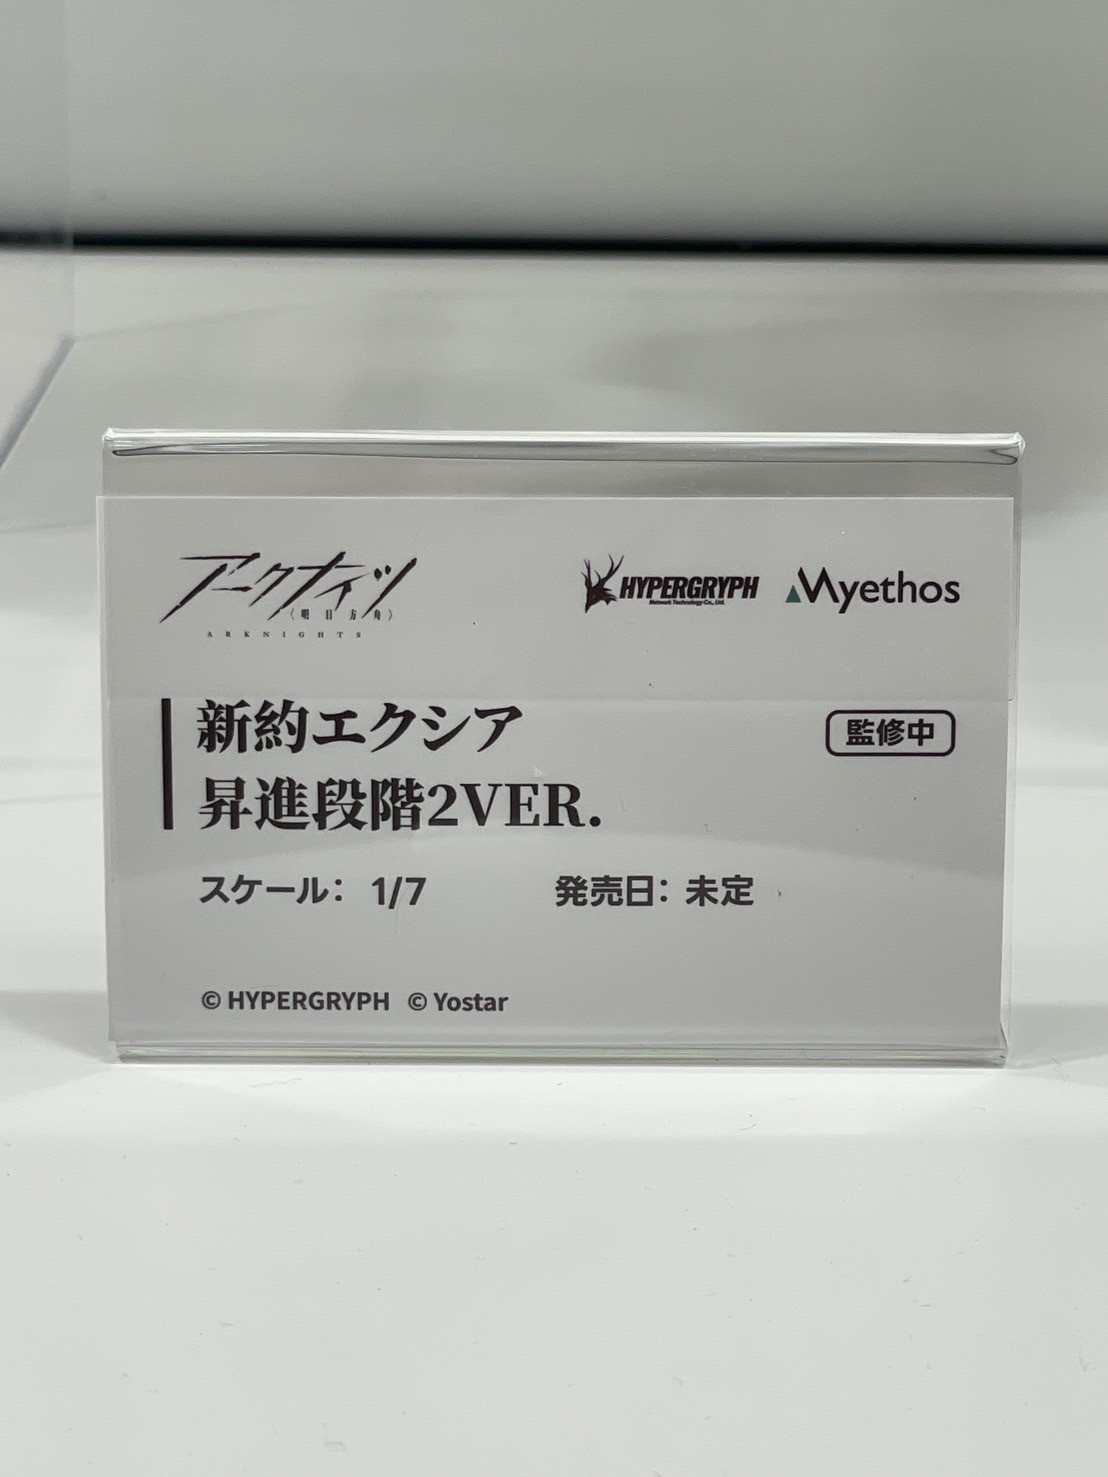 アークナイツ
〈明日方舟〉
ARKNIGHTS
HYPERGRYPH
Network Technology Co., Ltd.
Myethos
新約エクシア
監修中
昇進段階2VER.
スケール： 1/7
発売日： 未定
© HYPERGRYPH © Yostar